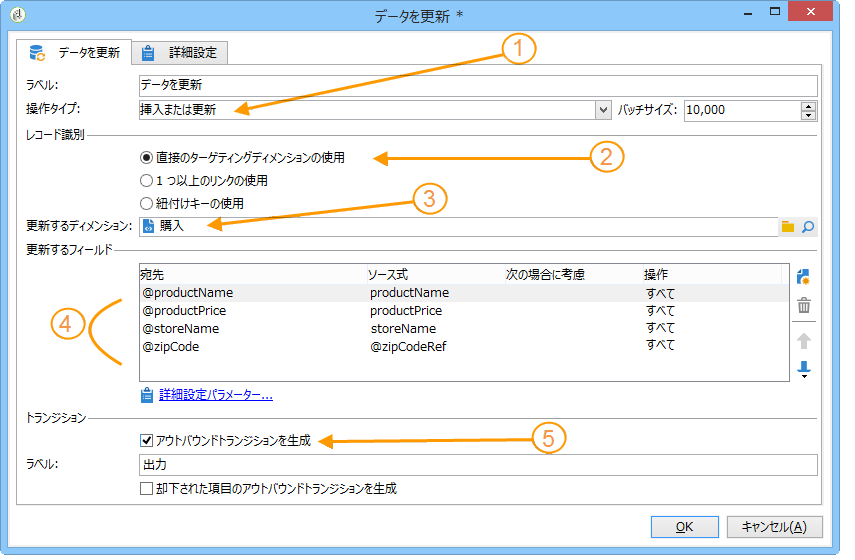 データを更新 *
データを更新 詳細設定
1
ラベル: データを更新
操作タイプ: 挿入または更新 バッチサイズ: 10,000
レコード識別
直接のターゲティングディメンションの使用
2
1 つ以上のリンクの使用
紐付けキーの使用
3
更新するディメンション: 購入
更新するフィールド
宛先 ソース式 次の場合に考慮 操作
@productName productName すべて
@productPrice productPrice すべて
@storeName storeName すべて
@zipCode @zipCodeRef すべて
4
詳細設定パラメーター...
トランジション
アウトバウンドトランジションを生成
5
ラベル: 出力
却下された項目のアウトバウンドトランジションを生成
OK キャンセル(A)